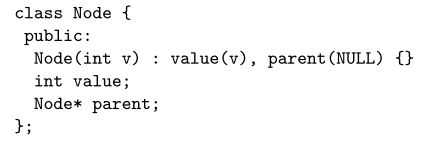 class Node {
 public:
  Node(int v) : value(v), parent(NULL) {}
  int value;
  Node* parent;
};